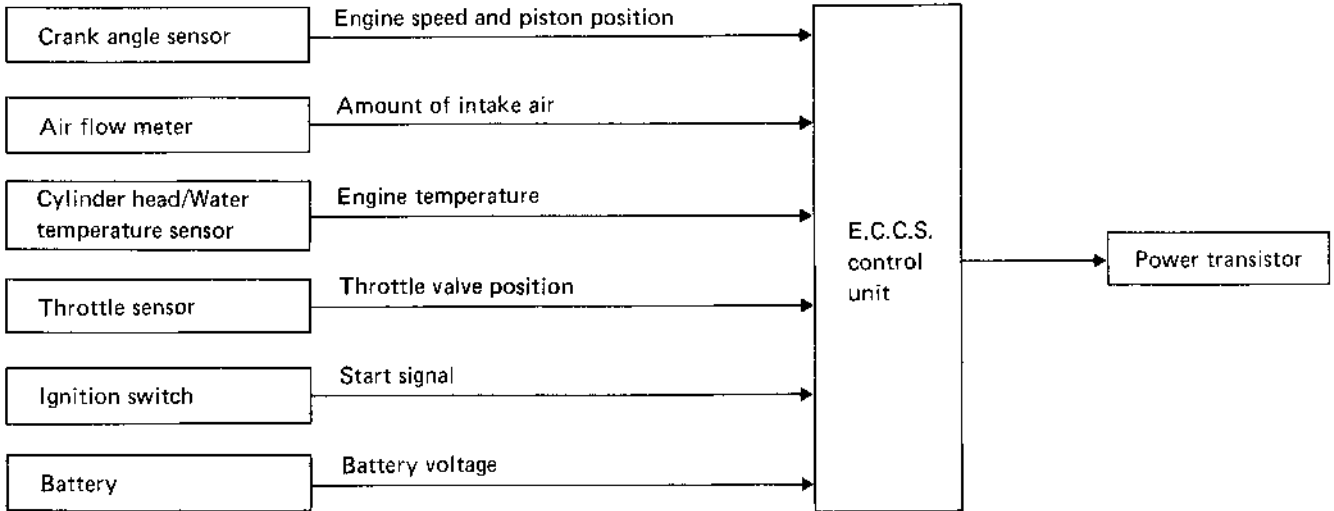 Crank angle sensor
Engine speed and piston position
Air flow meter
Amount of intake air
Cylinder head/Water
temperature sensor
Engine temperature
Throttle sensor
Throttle valve position
Ignition switch
Start signal
Battery
Battery voltage
E.C.C.S.
control
unit
Power transistor